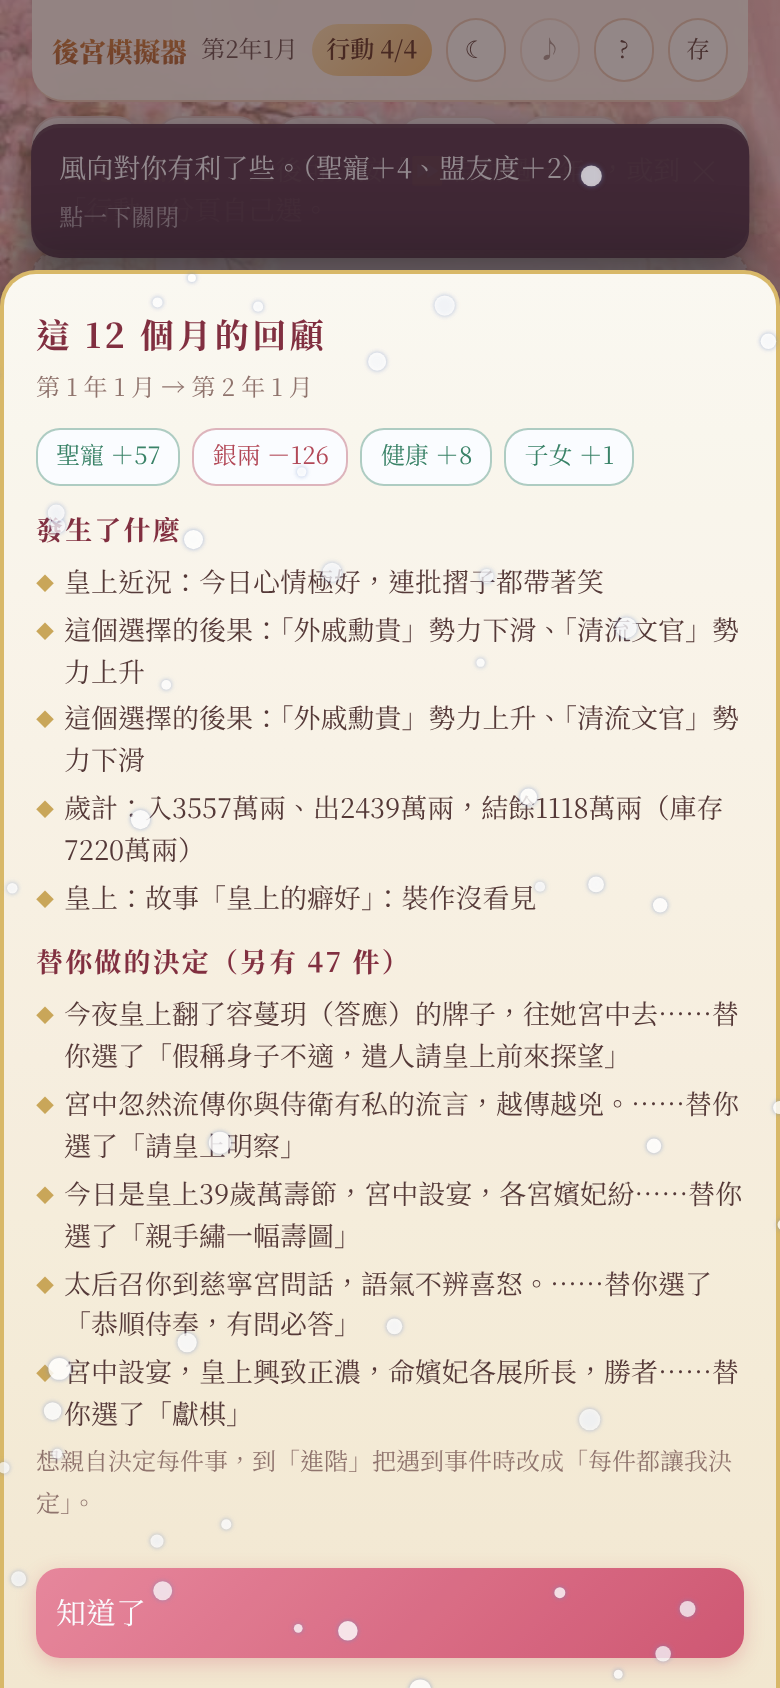 後宮模擬器 第2年1月 行動 4/4 ☾ ♪ ? 存
風向對你有利了些。(聖寵＋4、盟友度＋2)
點一下關閉
這 12 個月的回顧
第 1 年 1 月 → 第 2 年 1 月
聖寵 ＋57 銀兩 －126 健康 ＋8 子女 ＋1
發生了什麼
◆ 皇上近況：今日心情極好，連批摺子都帶著笑
◆ 這個選擇的後果：「外戚勳貴」勢力下滑、「清流文官」勢
力上升
◆ 這個選擇的後果：「外戚勳貴」勢力上升、「清流文官」勢
力下滑
◆ 歲計：入3557萬兩、出2439萬兩，結餘1118萬兩（庫存
7220萬兩）
◆ 皇上：故事「皇上的癖好」：裝作沒看見
替你做的決定（另有 47 件）
◆ 今夜皇上翻了容蔓玥（答應）的牌子，往她宮中去……替
你選了「假稱身子不適，遣人請皇上前來探望」
◆ 宮中忽然流傳你與侍衛有私的流言，越傳越兇。……替你
選了「請皇上明察」
◆ 今日是皇上39歲萬壽節，宮中設宴，各宮嬪妃紛……替你
選了「親手繡一幅壽圖」
◆ 太后召你到慈寧宮問話，語氣不辨喜怒。……替你選了
「恭順侍奉，有問必答」
◆ 宮中設宴，皇上興致正濃，命嬪妃各展所長，勝者……替
你選了「獻棋」
想親自決定每件事，到「進階」把遇到事件時改成「每件都讓我決
定」。
知道了